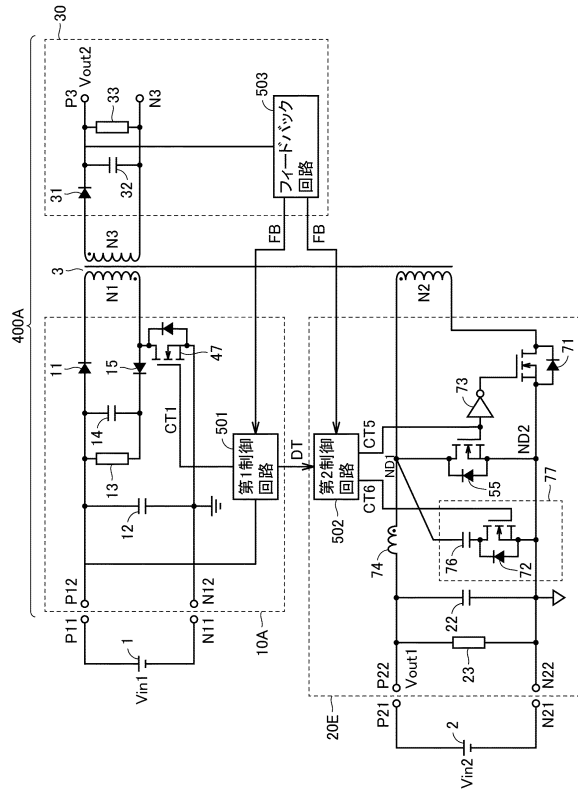 400A
P11
P12
11
N1
3
N3
31
P3
Vout2
30
Vin1
1
12
13
14
15
CT1
47
32
33
N3
N11
N12
10A
501
第1制御
回路
FB
503
フィードバック
回路
FB
DT
502
第2制御
回路
CT6
CT5
ND1
N2
P21
P22
Vout1
74
73
71
Vin2
2
23
22
76
72
77
55
ND2
N21
N22
20E